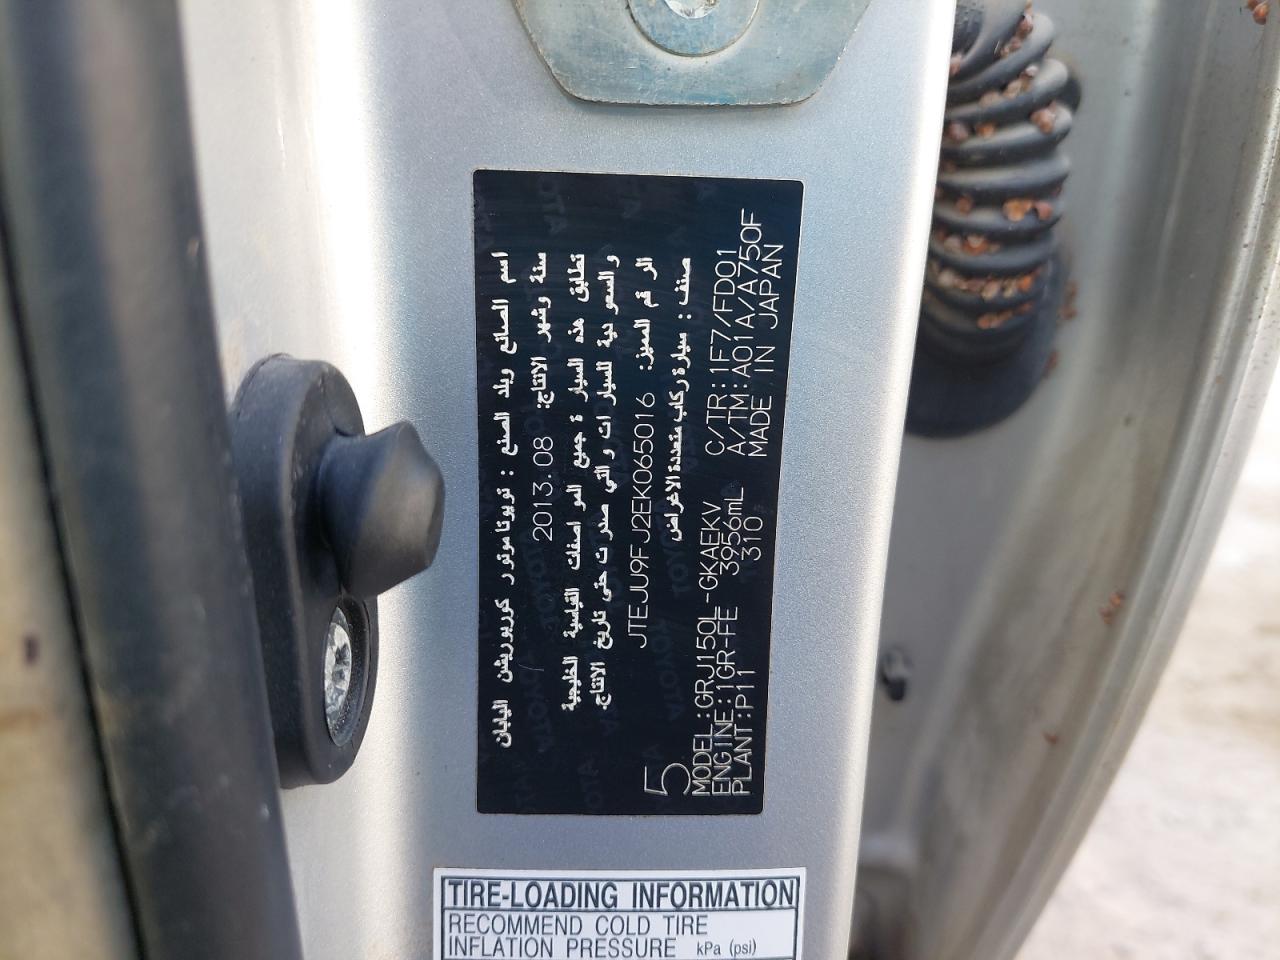 اسم الصانع وبلد الصنع : تويوتا موتور كوربوريشن اليابان
سنة وشهر الانتاج: 2013.08
تطابق هذه السيارة جميع المواصفات القياسية الخليجية
والسعودية للسيارات والتي صدرت حتى تاريخ الانتاج.
الرقم المميز: JTEJU9FJ2EK065016
صنف : سيارة ركاب متعددة الاغراض
5
MODEL:GRJ150L-GKAEKV C/TR:1F7/FD01
ENGINE:1GR-FE 3956mL A/TM:A01A/A750F
PLANT:P11 310 MADE IN JAPAN
TIRE-LOADING INFORMATION
RECOMMEND COLD TIRE
INFLATION PRESSURE kPa (psi)